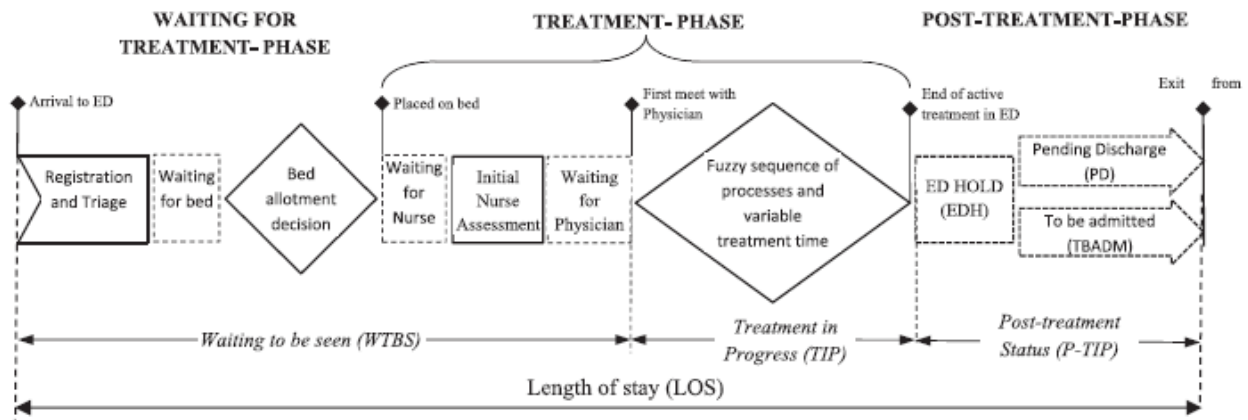 WAITING FOR
TREATMENT- PHASE
TREATMENT- PHASE
POST-TREATMENT-PHASE
Arrival to ED
Placed on bed
First meet with
Physician
End of active
treatment in ED
Exit from
Registration
and Triage
Waiting
for bed
Bed
allotment
decision
Waiting
for
Nurse
Initial
Nurse
Assessment
Waiting
for
Physician
Fuzzy sequence of
processes and
variable
treatment time
ED HOLD
(EDH)
Pending Discharge
(PD)
To be admitted
(TBADM)
Waiting to be seen (WTBS)
Treatment in
Progress (TIP)
Post-treatment
Status (P-TIP)
Length of stay (LOS)